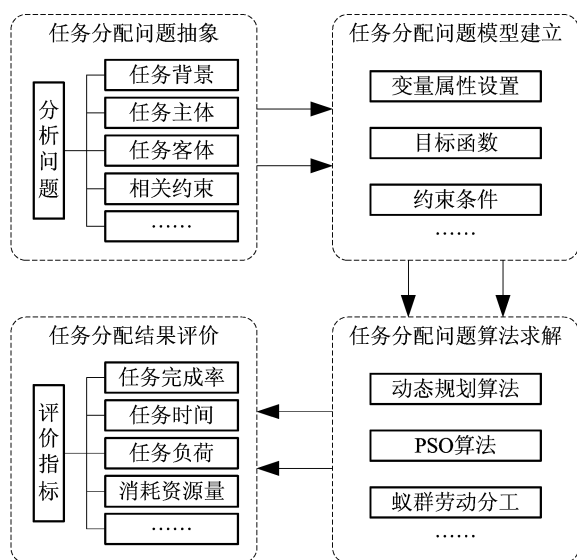 任务分配问题抽象
分析问题
任务背景
任务主体
任务客体
相关约束
……
任务分配问题模型建立
变量属性设置
目标函数
约束条件
……
任务分配结果评价
评价指标
任务完成率
任务时间
任务负荷
消耗资源量
……
任务分配问题算法求解
动态规划算法
PSO算法
蚁群劳动分工
……